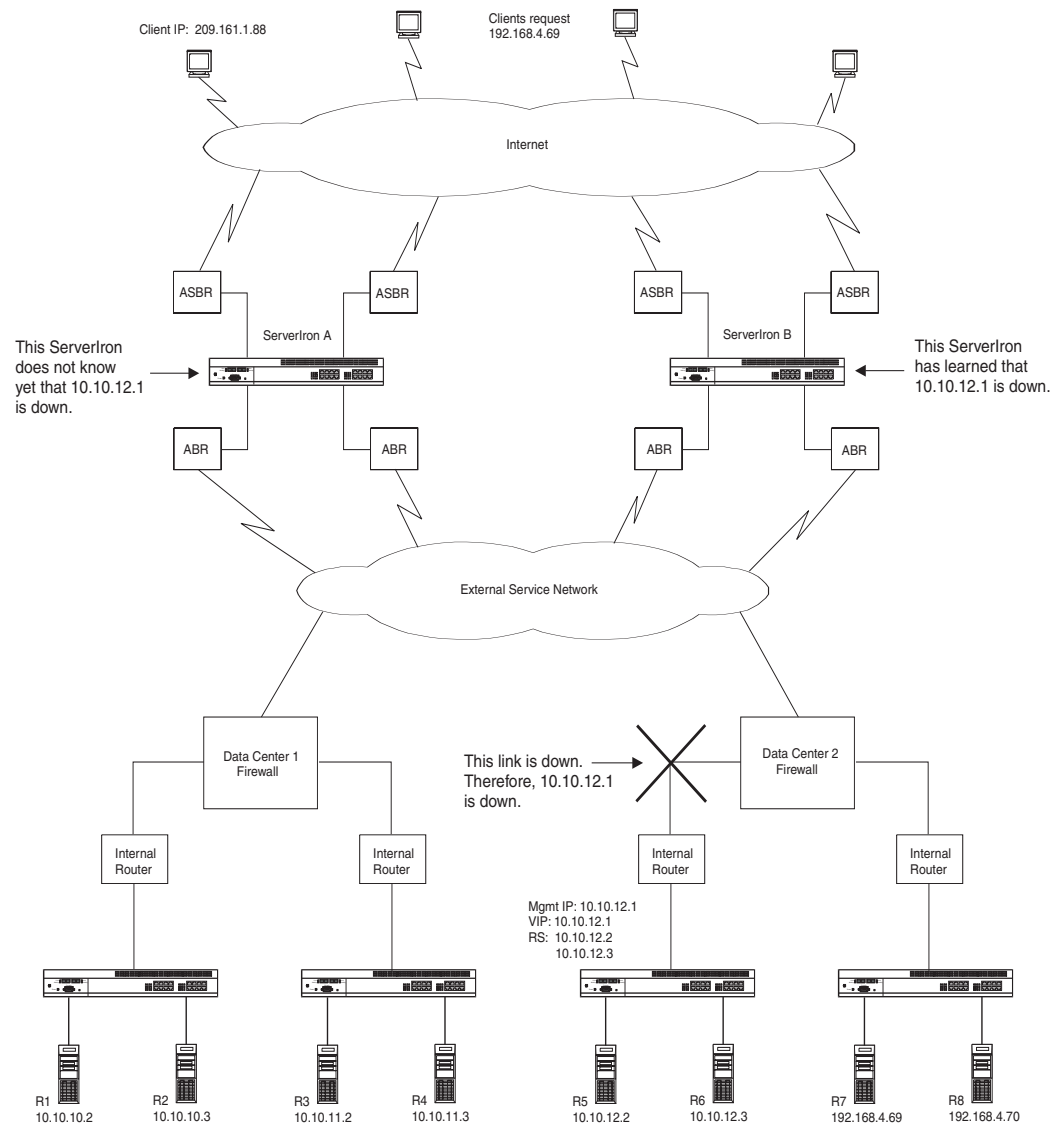 Client IP: 209.161.1.88
Clients request
192.168.4.69
Internet
ASBR
ASBR
ASBR
ASBR
ServerIron A
ServerIron B
This ServerIron
does not know
yet that 10.10.12.1
is down.
This ServerIron
has learned that
10.10.12.1 is down.
ABR
ABR
ABR
ABR
External Service Network
Data Center 1
Firewall
This link is down.
Therefore, 10.10.12.1
is down.
Data Center 2
Firewall
Internal
Router
Internal
Router
Internal
Router
Internal
Router
Mgmt IP: 10.10.12.1
VIP: 10.10.12.1
RS: 10.10.12.2
10.10.12.3
R1
10.10.10.2
R2
10.10.10.3
R3
10.10.11.2
R4
10.10.11.3
R5
10.10.12.2
R6
10.10.12.3
R7
192.168.4.69
R8
192.168.4.70